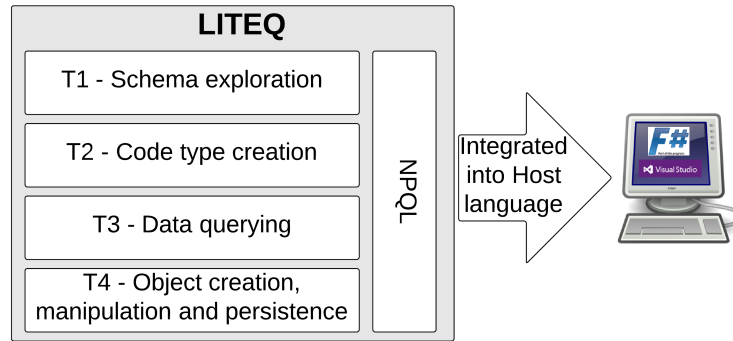 LITEQ
T1 - Schema exploration
T2 - Code type creation
T3 - Data querying
T4 - Object creation,
manipulation and persistence
NPQL
Integrated
into Host
language
F#
Visual Studio